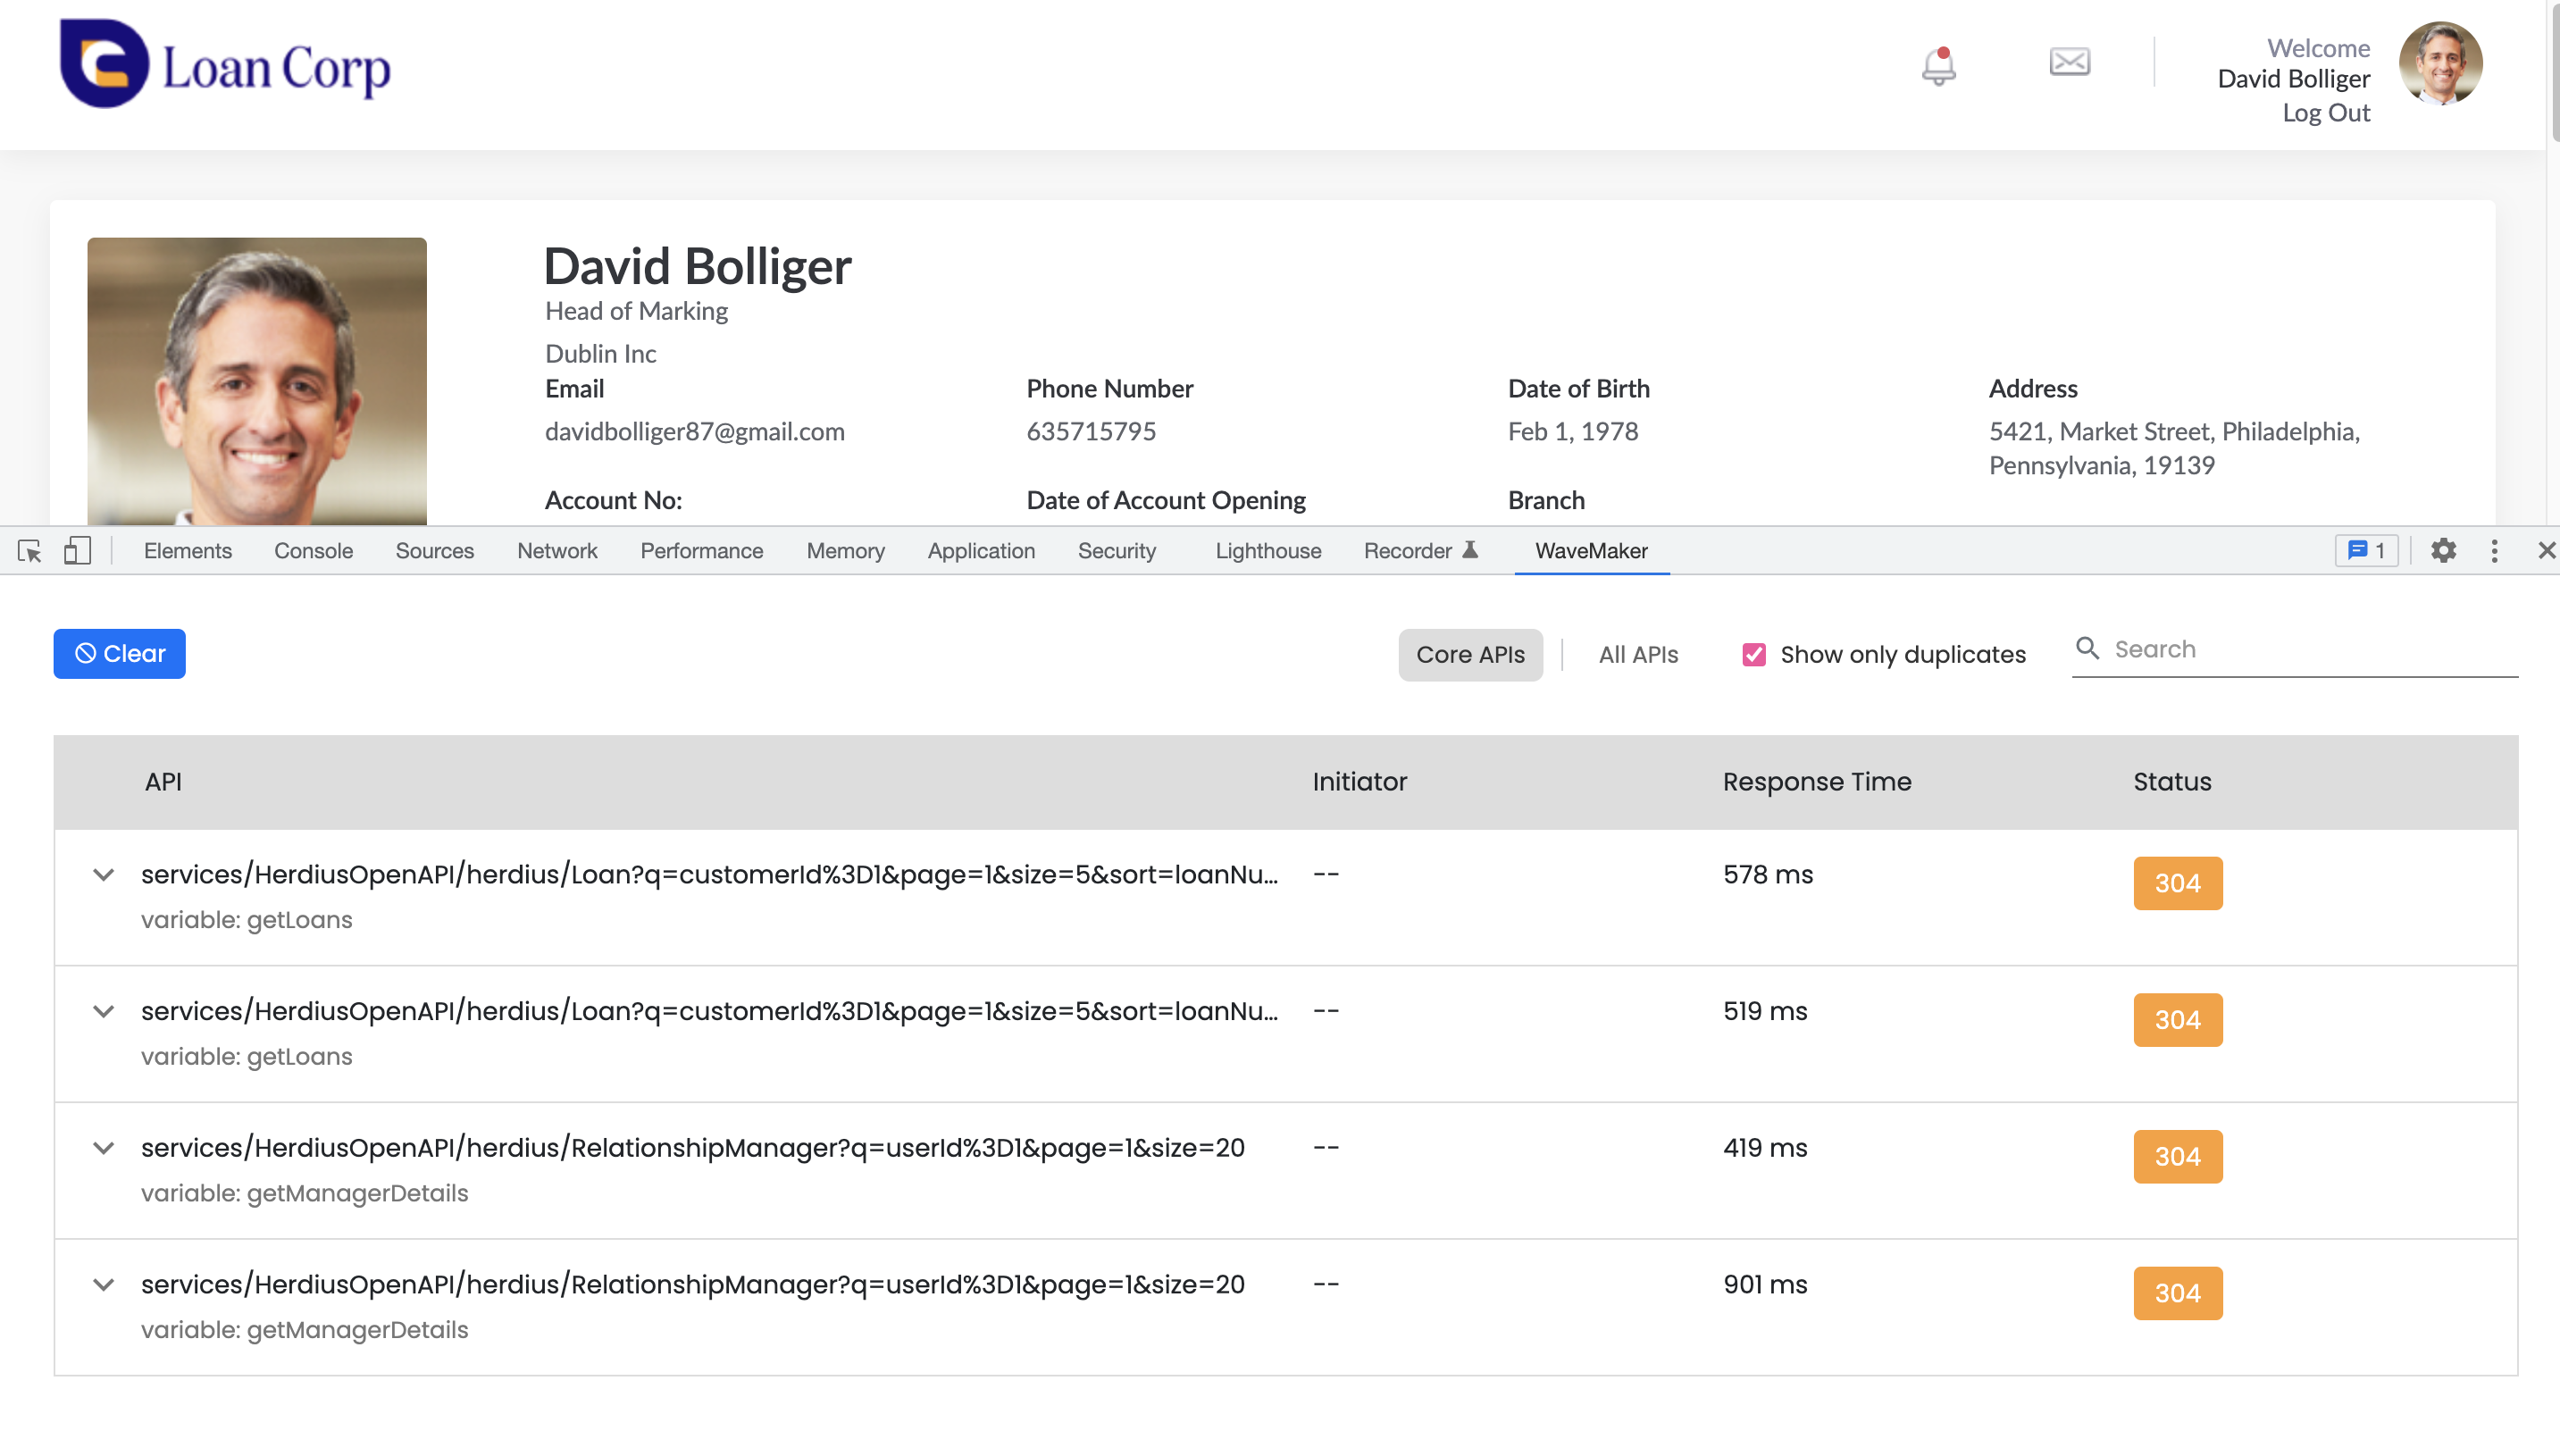 Loan Corp
Welcome
David Bolliger
Log Out
David Bolliger
Head of Marking
Dublin Inc
Email
Phone Number
Date of Birth
Address
davidbolliger87@gmail.com
635715795
Feb 1, 1978
5421, Market Street, Philadelphia,
Pennsylvania, 19139
Account No:
Date of Account Opening
Branch
Elements Console Sources Network Performance Memory Application Security Lighthouse Recorder WaveMaker 1
Clear
Core APIs
All APIs
Show only duplicates
Search
API Initiator Response Time Status
services/HerdiusOpenAPI/herdius/Loan?q=customerId%3D1&page=1&size=5&sort=loanNu... -- 578 ms 304
variable: getLoans
services/HerdiusOpenAPI/herdius/Loan?q=customerId%3D1&page=1&size=5&sort=loanNu... -- 519 ms 304
variable: getLoans
services/HerdiusOpenAPI/herdius/RelationshipManager?q=userId%3D1&page=1&size=20 -- 419 ms 304
variable: getManagerDetails
services/HerdiusOpenAPI/herdius/RelationshipManager?q=userId%3D1&page=1&size=20 -- 901 ms 304
variable: getManagerDetails